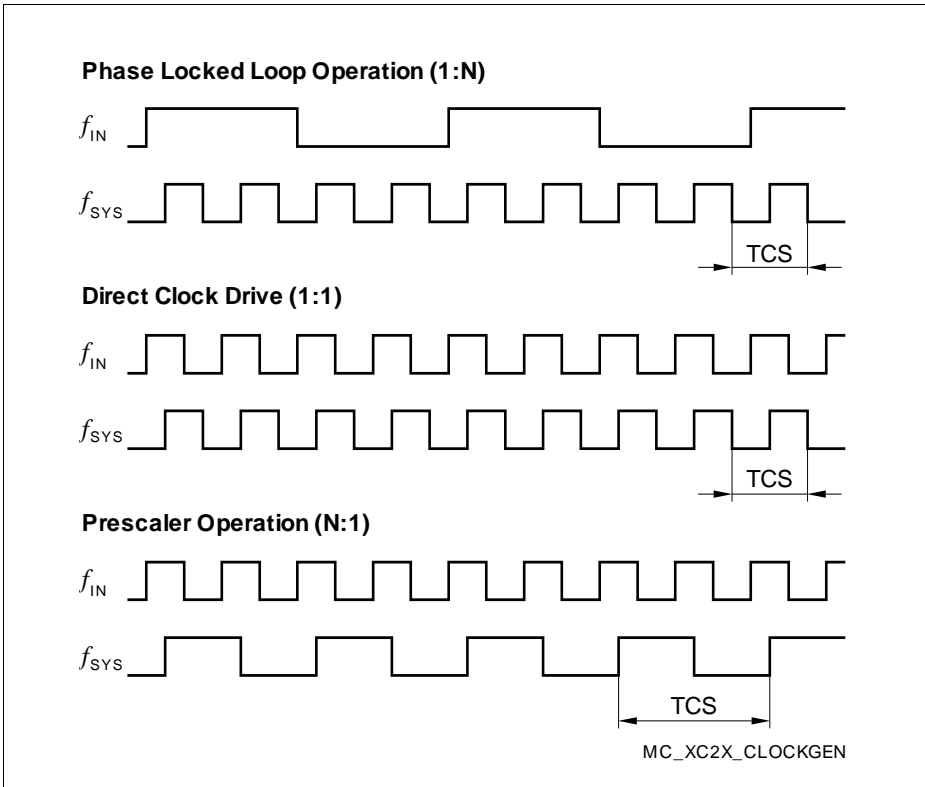 Phase Locked Loop Operation (1:N)
fIN
fSYS
TCS
Direct Clock Drive (1:1)
fIN
fSYS
TCS
Prescaler Operation (N:1)
fIN
fSYS
TCS
MC_XC2X_CLOCKGEN